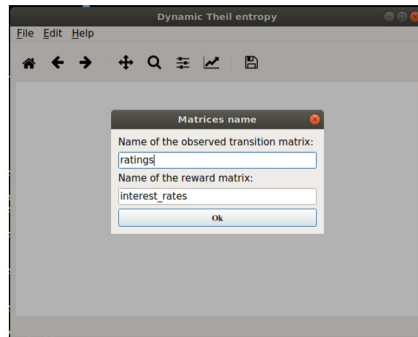 Dynamic Theil entropy
File Edit Help
Matrices name
Name of the observed transition matrix:
ratings
Name of the reward matrix:
interest_rates
Ok